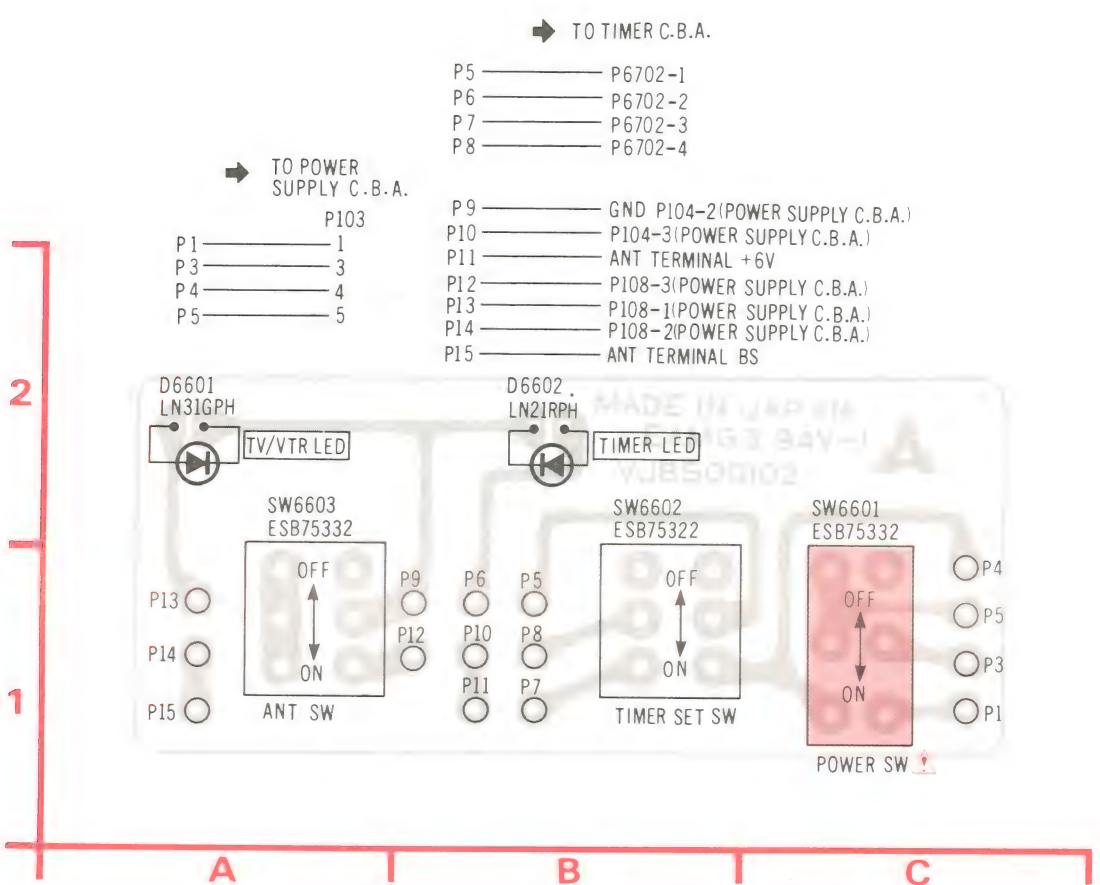 TO TIMER C.B.A.
P5 P6702-1
P6 P6702-2
P7 P6702-3
P8 P6702-4
TO POWER
SUPPLY C.B.A.
P103
P1 1
P3 3
P4 4
P5 5
P9 GND P104-2(POWER SUPPLY C.B.A.)
P10 P104-3(POWER SUPPLY C.B.A.)
P11 ANT TERMINAL +6V
P12 P108-3(POWER SUPPLY C.B.A.)
P13 P108-1(POWER SUPPLY C.B.A.)
P14 P108-2(POWER SUPPLY C.B.A.)
P15 ANT TERMINAL BS
2
D6601
LN31GPH
TV/VTR LED
D6602
LN21RPH
TIMER LED
MADE IN JAPAN
94V-
VJBS00102
A
SW6603
ESB75332
OFF
ON
ANT SW
SW6602
ESB75322
OFF
ON
TIMER SET SW
SW6601
ESB75332
OFF
ON
POWER SW
P13
P14
P15
P9
P12
P6
P10
P11
P5
P8
P7
P4
P5
P3
P1
1
A
B
C